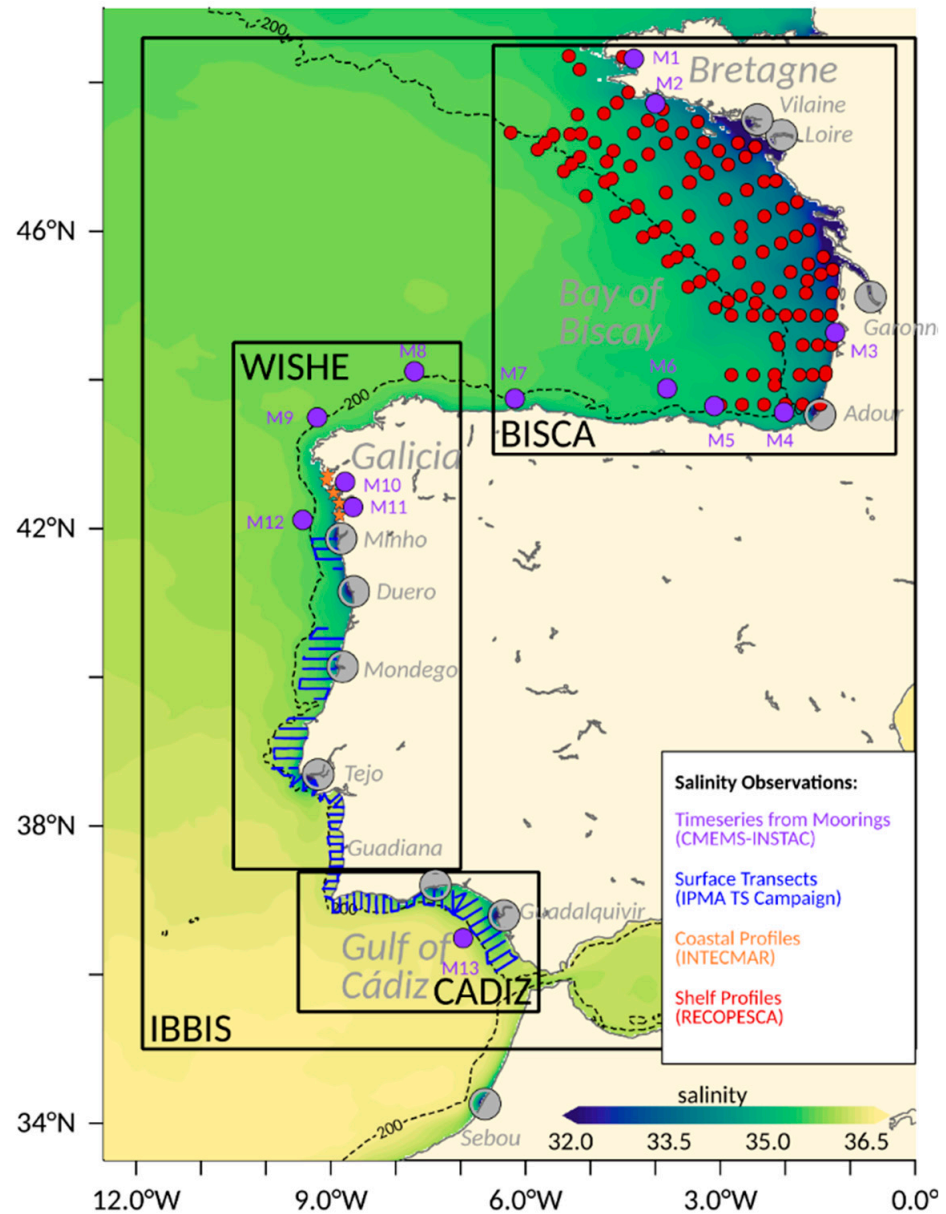 200
M1
Bretagne
M2
Vilaine
Loire
46°N
Bay of
Biscay
Garonn
M3
M8
WISHE
M6
M7
200
Adour
M9
BISCA
M5
M4
Galicia
M10
M11
M12
42°N
Minho
Duero
Mondego
Tejo
38°N
Guadiana
200
Guadalquivir
Gulf of
Cádiz
M13
CADIZ
IBBIS
Salinity Observations:
Timeseries from Moorings
(CMEMS-INSTAC)
Surface Transects
(IPMA TS Campaign)
Coastal Profiles
(INTECMAR)
Shelf Profiles
(RECOPESCA)
salinity
32.0 33.5 35.0 36.5
34°N
200
Sebou
12.0°W 9.0°W 6.0°W 3.0°W 0.0°